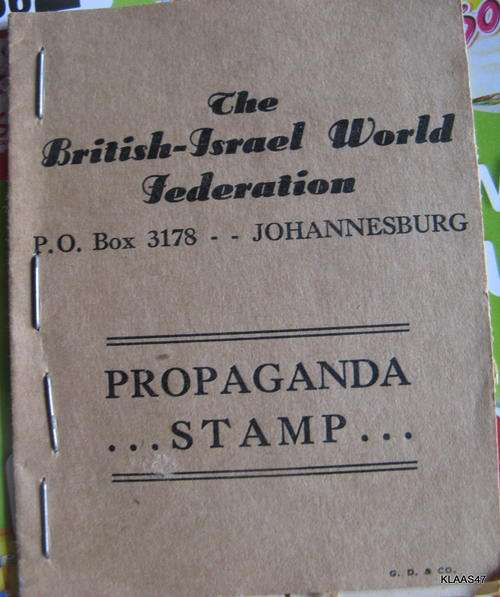 The
British-Israel World
Federation
P.O. Box 3178 - - JOHANNESBURG
PROPAGANDA
...STAMP...
G. D. & CO.
KLAAS47